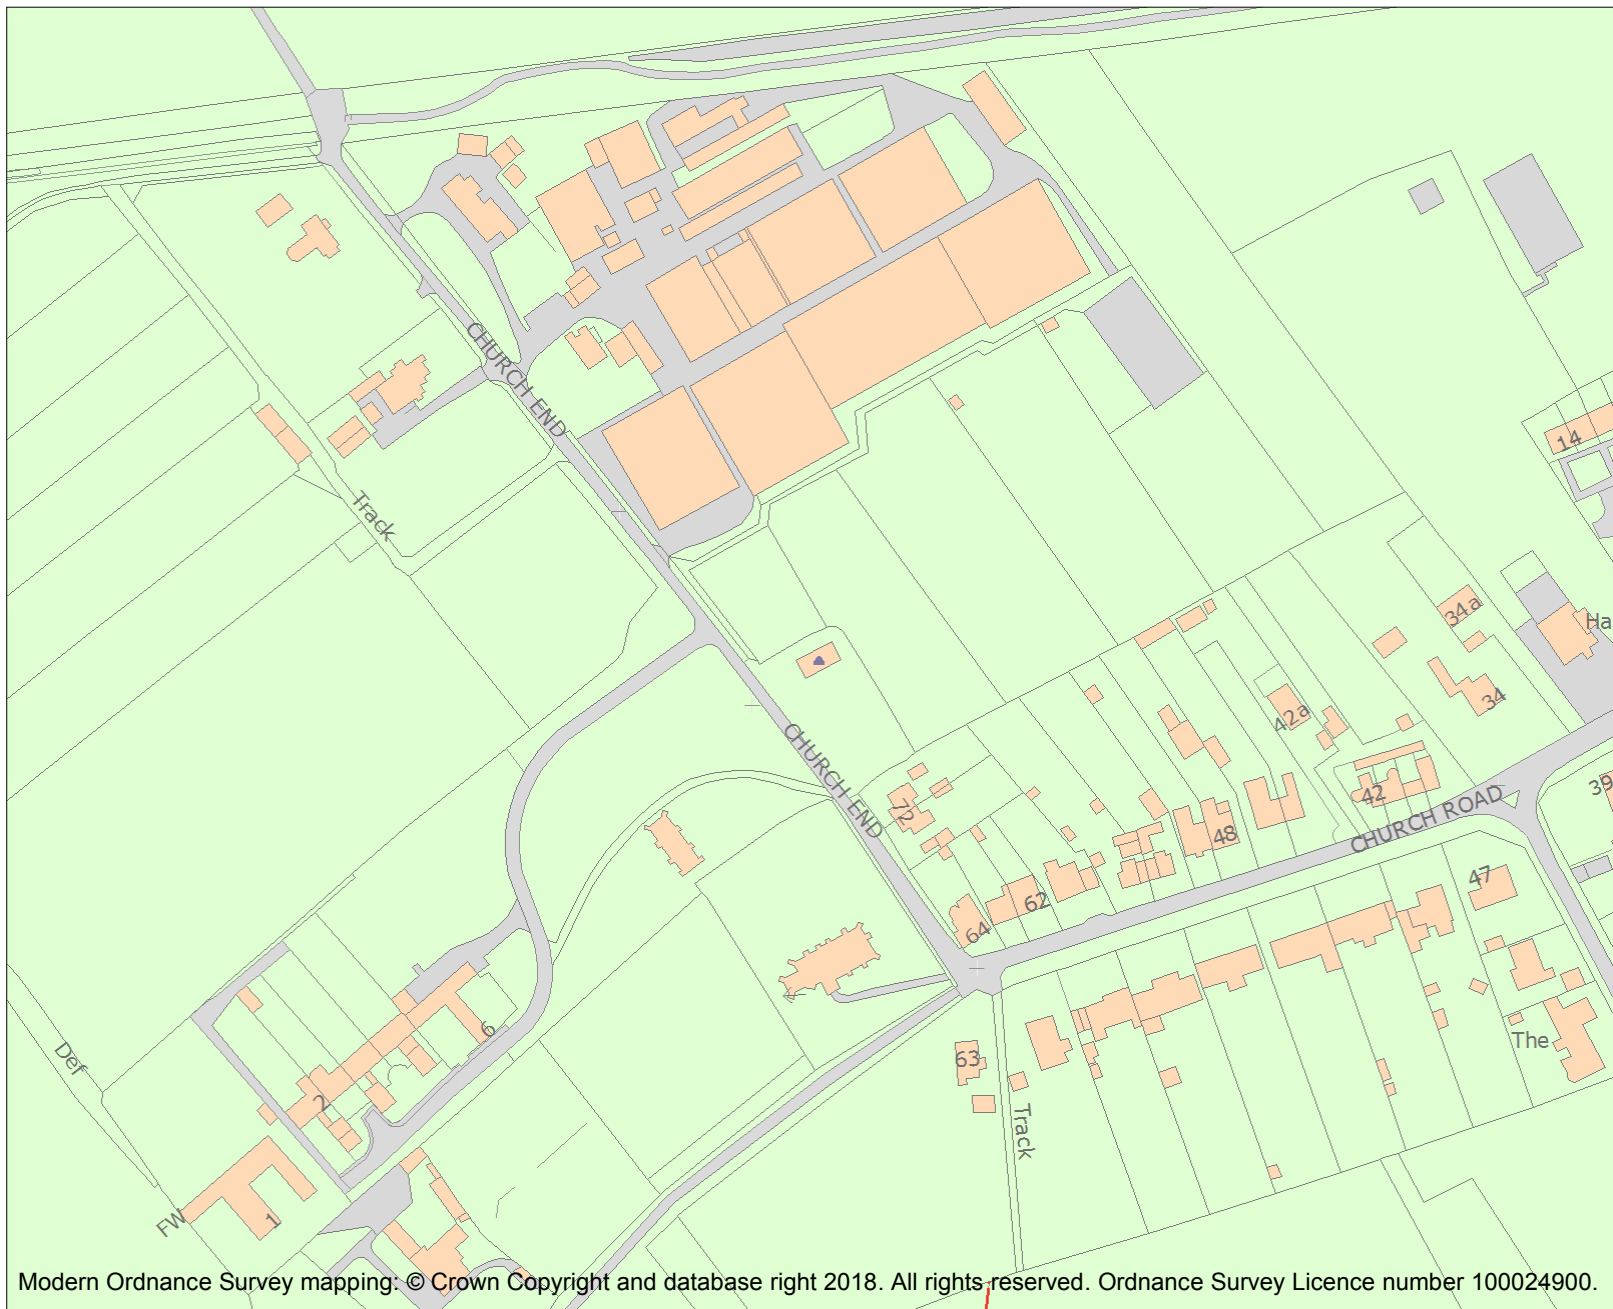 CHURCH END
14
Track
34a
Ha
34
42a
CHURCH END
39
42
72
CHURCH ROAD
48
47
62
64
6
The
Def
63
2
Track
FW
1
Modern Ordnance Survey mapping: © Crown Copyright and database right 2018. All rights reserved. Ordnance Survey Licence number 100024900.